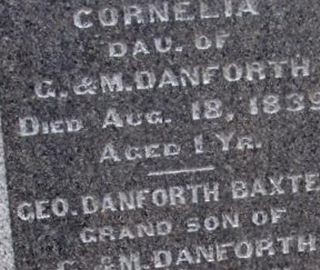 CORNELIA
DAU. OF
G. & M. DANFORTH
DIED AUG. 18, 1839
AGED 1 YR.
GEO. DANFORTH BAXTE
GRAND SON OF
G. & M. DANFORTH